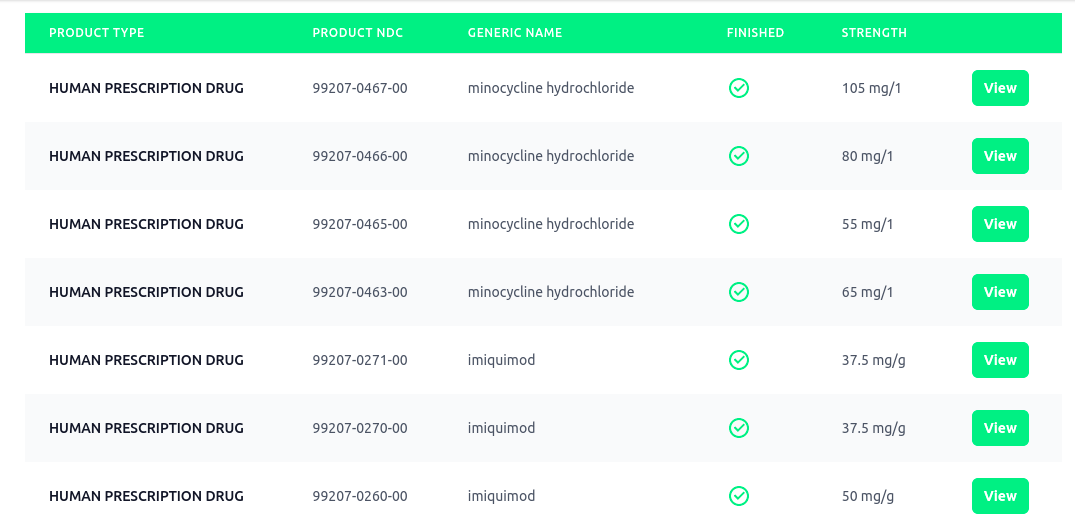 PRODUCT TYPE PRODUCT NDC GENERIC NAME FINISHED STRENGTH
HUMAN PRESCRIPTION DRUG 99207-0467-00 minocycline hydrochloride 105 mg/1 View
HUMAN PRESCRIPTION DRUG 99207-0466-00 minocycline hydrochloride 80 mg/1 View
HUMAN PRESCRIPTION DRUG 99207-0465-00 minocycline hydrochloride 55 mg/1 View
HUMAN PRESCRIPTION DRUG 99207-0463-00 minocycline hydrochloride 65 mg/1 View
HUMAN PRESCRIPTION DRUG 99207-0271-00 imiquimod 37.5 mg/g View
HUMAN PRESCRIPTION DRUG 99207-0270-00 imiquimod 37.5 mg/g View
HUMAN PRESCRIPTION DRUG 99207-0260-00 imiquimod 50 mg/g View